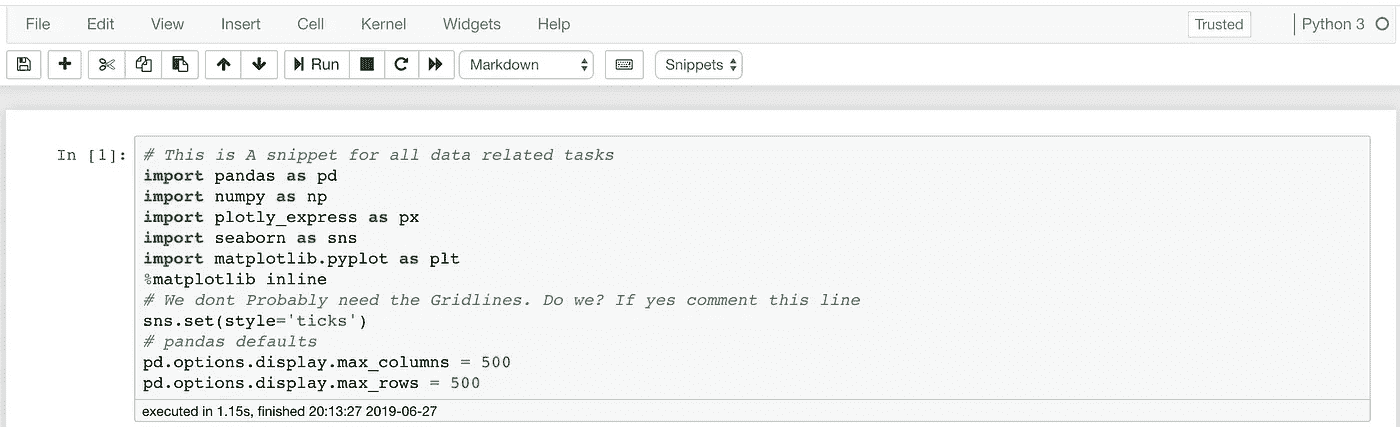 File Edit View Insert Cell Kernel Widgets Help Trusted Python 3
Run Markdown Snippets
In [1]:
# This is A snippet for all data related tasks
import pandas as pd
import numpy as np
import plotly_express as px
import seaborn as sns
import matplotlib.pyplot as plt
%matplotlib inline
# We dont Probably need the Gridlines. Do we? If yes comment this line
sns.set(style='ticks')
# pandas defaults
pd.options.display.max_columns = 500
pd.options.display.max_rows = 500
executed in 1.15s, finished 20:13:27 2019-06-27